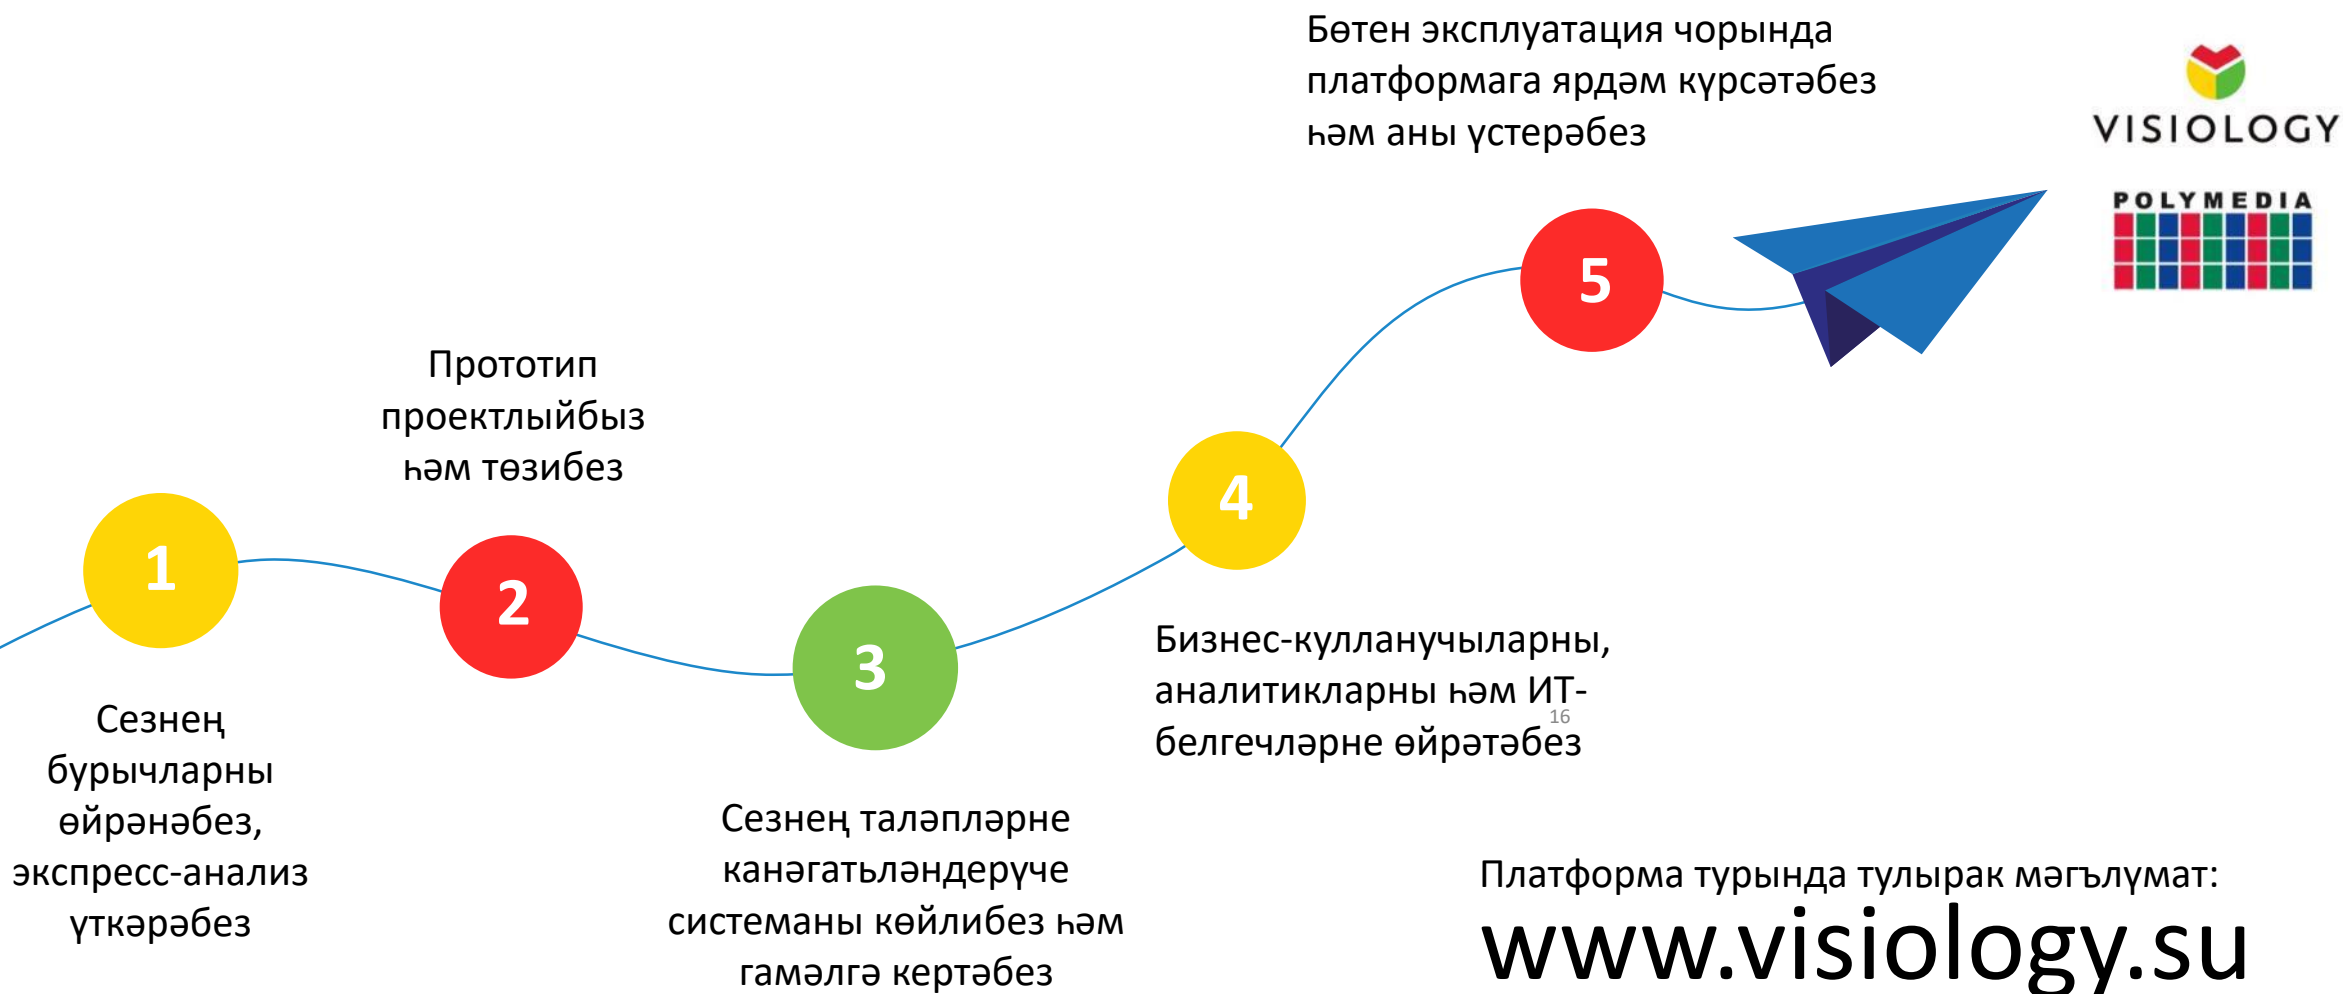 Бөтен эксплуатация чорында
платформага ярдәм күрсәтәбез
һәм аны үстерәбез
VISIOLOGY
POLYMEDIA
5
Прототип
проектлыйбыз
һәм төзибез
4
1
2
3
Сезнең
бурычларны
өйрәнәбез,
экспресс-анализ
үткәрәбез
Бизнес-кулланучыларны,
аналитикларны һәм ИТ-
белгечләрне өйрәтәбез
16
Сезнең таләпләрне
канәгатьләндерүче
системаны көйлибез һәм
гамәлгә кертәбез
Платформа турында тулырак мәгълүмат:
www.visiology.su